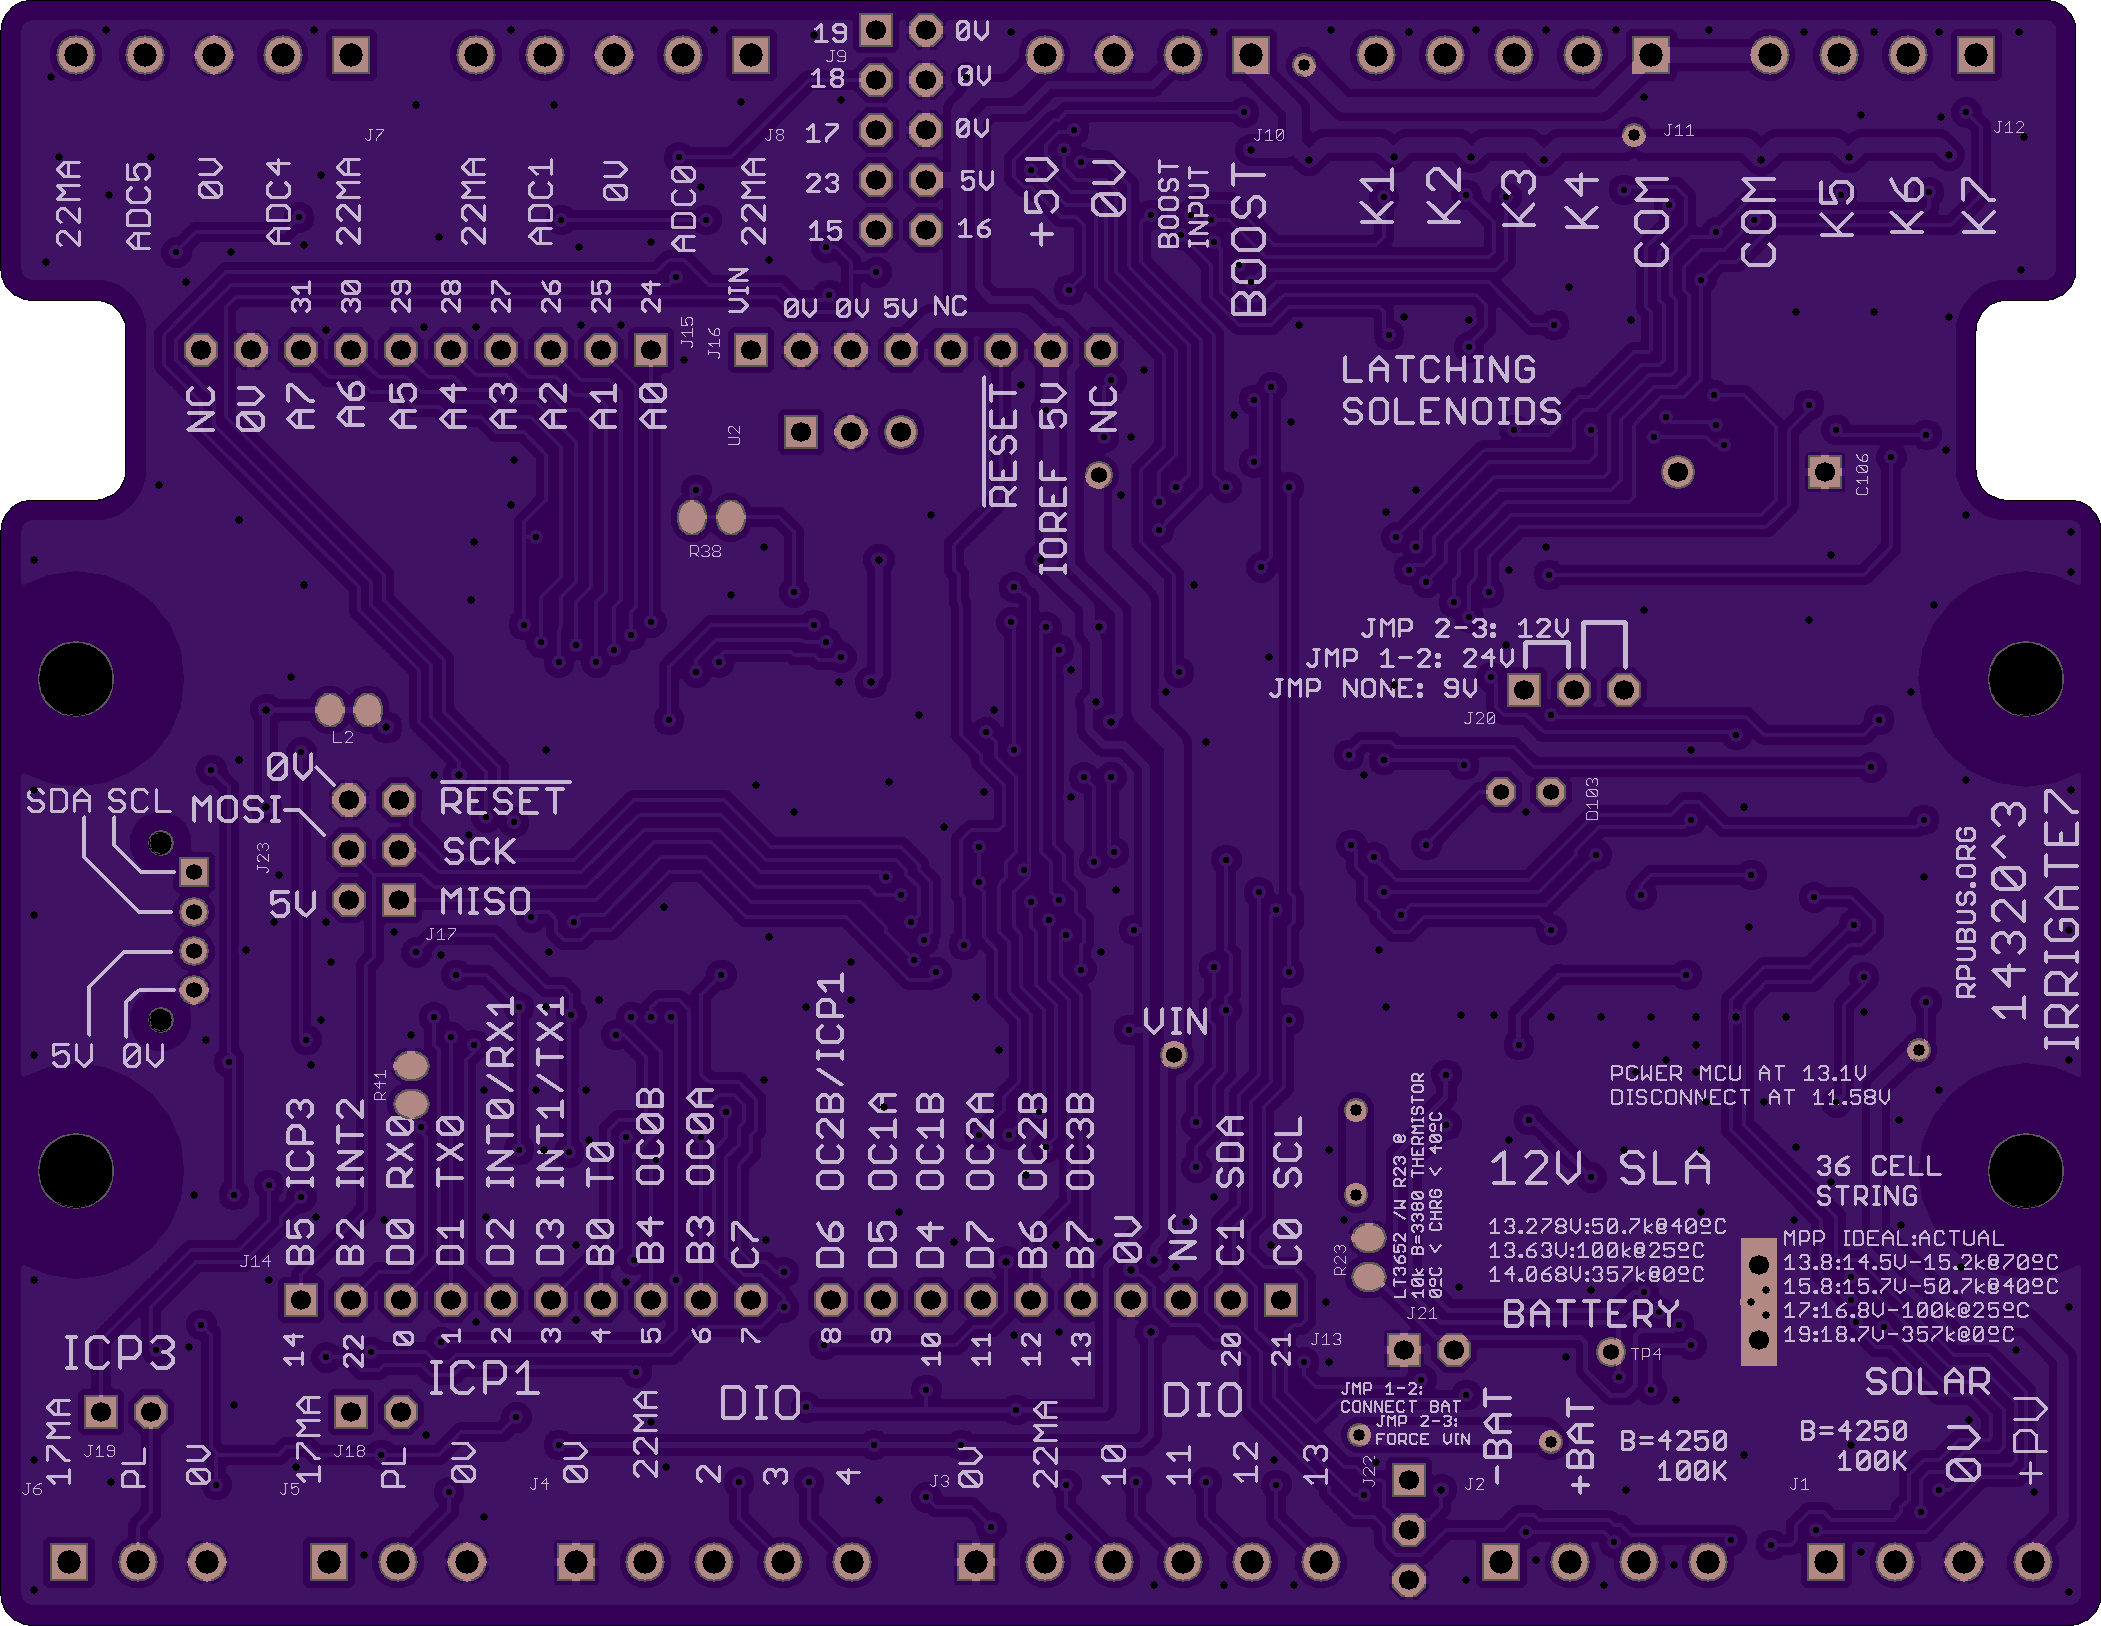 19 0V
J9
18 0V
17 0V
23 5V
15 16
J7
J8
J10
J11
J12
22MA ADC5 0V ADC4 22MA
22MA ADC1 0V ADC0 22MA
+5V 0V BOOST INPUT BOOST
K1 K2 K3 K4 COM
COM K5 K6 K7
31 30 29 28 27 26 25 24
J15
J16
VIN 0V 0V 5V NC
NC 0V A7 A6 A5 A4 A3 A2 A1 A0
RESET IOREF 5V NC
U2
LATCHING
SOLENOIDS
C106
R38
JMP 2-3: 12V
JMP 1-2: 24V
JMP NONE: 9V
J20
L2
D103
0V RESET
SDA SCL MOSI
SCK
J23
5V MISO
J17
5V 0V
RPUBUS.ORG
14320^3
IRRIGATE7
VIN
R41
POWER MCU AT 13.1V
DISCONNECT AT 11.58V
ICP3 INT2 RX0 TX0 INT0/RX1 INT1/TX1 T0 OC0B OC0A
OC2B/ICP1 OC1A OC1B OC2A OC2B OC3B SDA SCL
B5 B2 D0 D1 D2 D3 B0 B4 B3 C7
D6 D5 D4 D7 B6 B7 0V NC C1 C0
LT3652 /W R23 @
10k B=3380 THERMISTOR
0ºC < CHRG < 40ºC
R23
12V SLA
13.278V:50.7k@40ºC
13.63V:100k@25ºC
14.068V:357k@0ºC
BATTERY
36 CELL
STRING
MPP IDEAL:ACTUAL
13.8:14.5V-15.2k@70ºC
15.8:15.7V-50.7k@40ºC
17:16.8V-100k@25ºC
19:18.7V-357k@0ºC
J14
14 22 0 1 2 3 4 5 6 7
8 9 10 11 12 13 20 21
J13
J21
TP4
ICP3
ICP1
DIO
DIO
SOLAR
JMP 1-2:
CONNECT BAT
JMP 2-3:
FORCE VIN
J22
17MA PL 0V
J19
J6
17MA PL 0V
J18
J5
0V 22MA 2 3 4
J4
0V 22MA 10 11 12 13
J3
-BAT +BAT
B=4250
100K
J2
B=4250
100K
J1
0V +PV